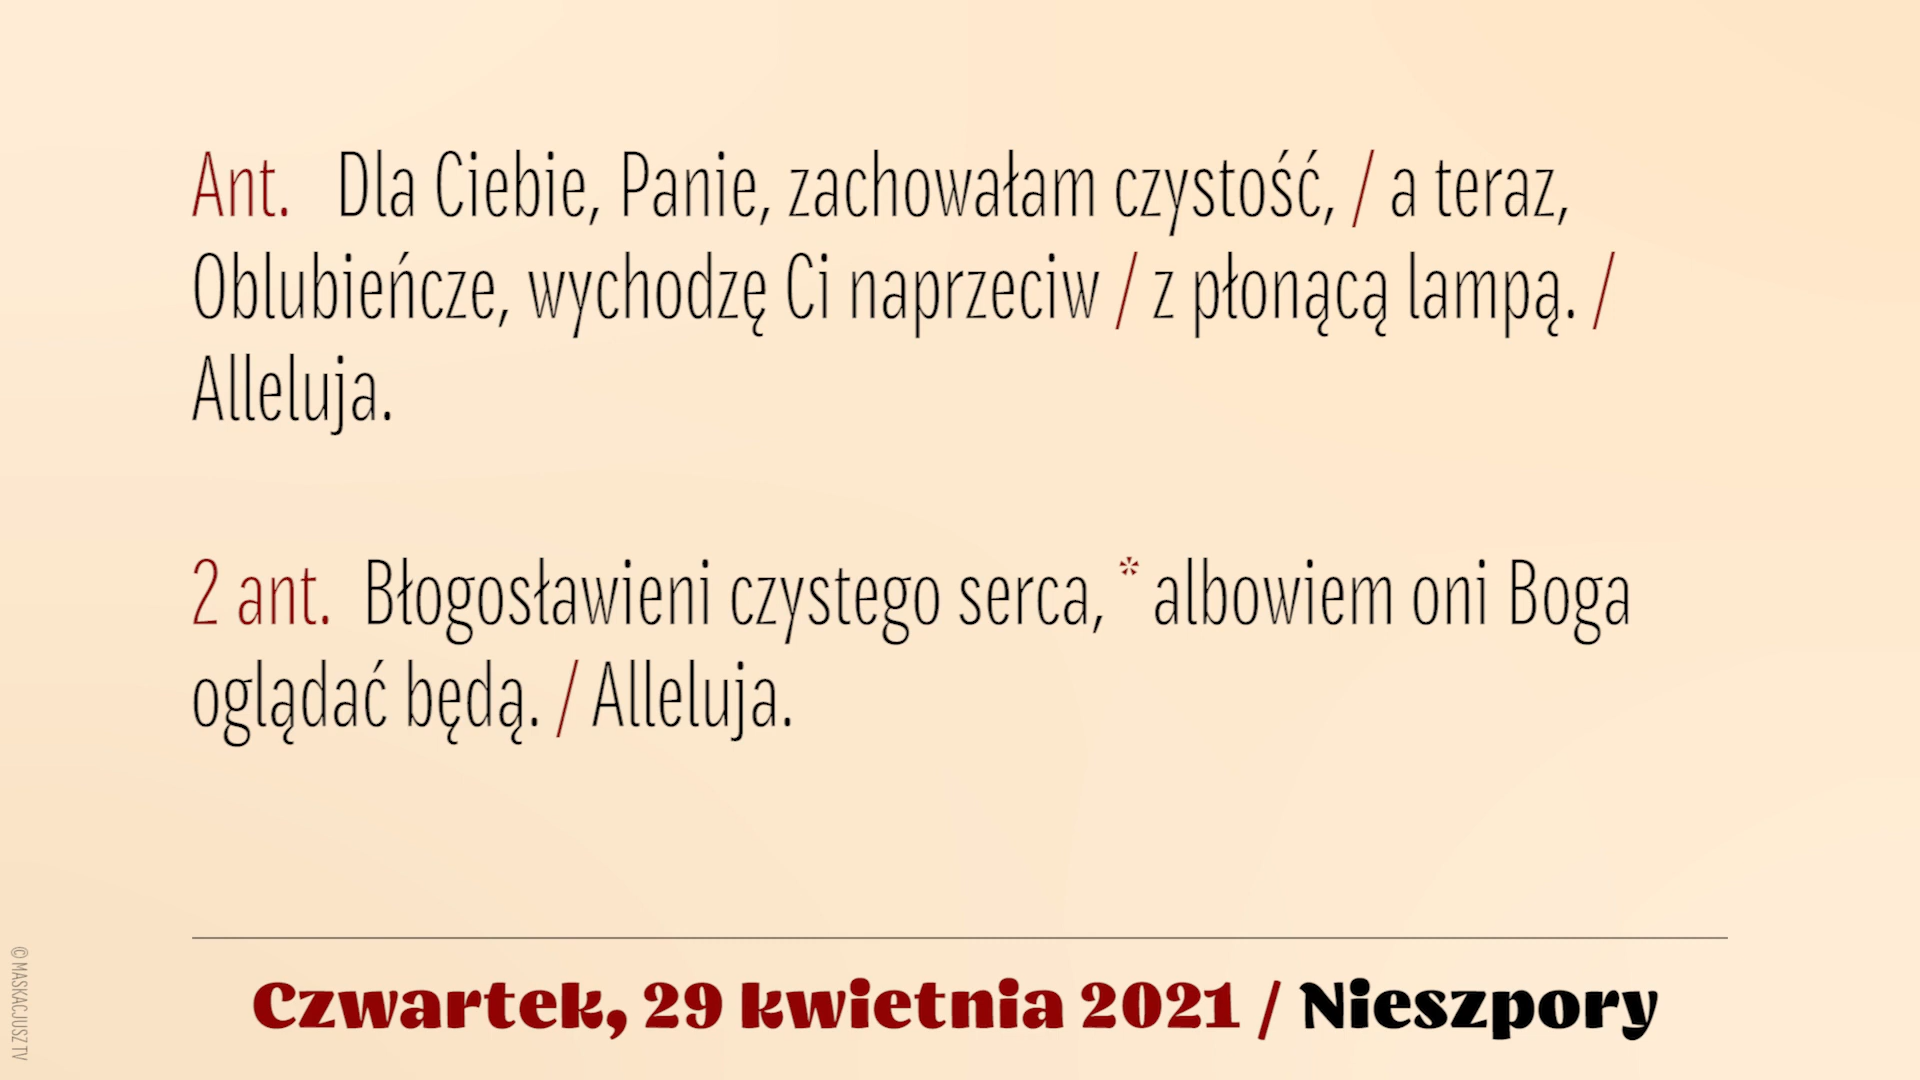 Ant. Dla Ciebie, Panie, zachowałam czystość, / a teraz,
Oblubieńcze, wychodzę Ci naprzeciw / z płonącą lampą. /
Alleluja.
2 ant. Błogosławieni czystego serca, * albowiem oni Boga
oglądać będą. / Alleluja.
Czwartek, 29 kwietnia 2021 / Nieszpory
© MASKACJUSZ TV